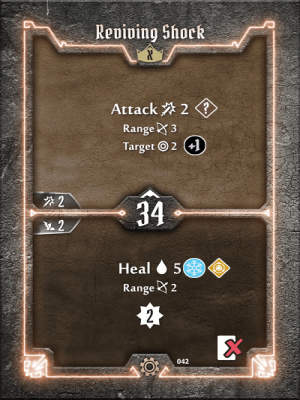 Reviving Shock
X
Attack 2 ?
Range 3
Target 2 +1
2
34
2
Heal 5
Range 2
2
042